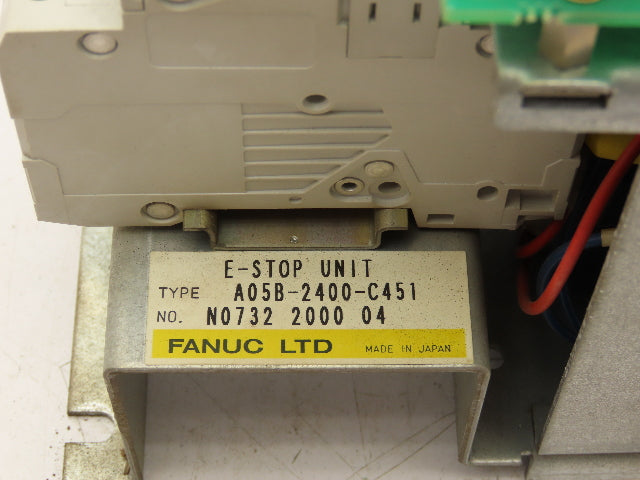 E-STOP UNIT
TYPE A05B-2400-C451
NO. N0732 2000 04
FANUC LTD MADE IN JAPAN